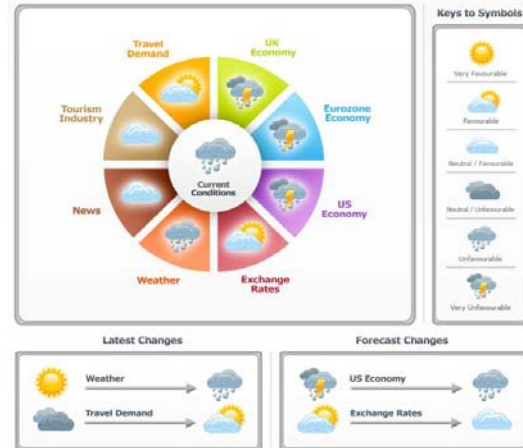 Keys to Symbols
Travel
Demand
UK
Economy
Tourism
Industry
Eurozone
Economy
Current
Conditions
News
US
Economy
Weather
Exchange
Rates
Very Favourable
Favourable
Neutral / Favourable
Neutral / Unfavourable
Unfavourable
Very Unfavourable
Latest Changes
Weather
Travel Demand
Forecast Changes
US Economy
Exchange Rates